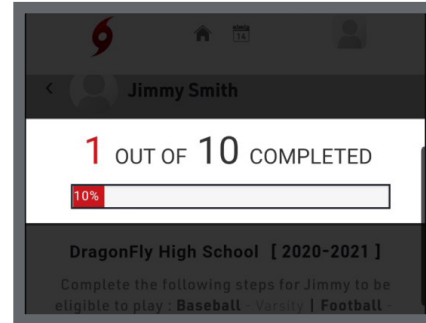 14
Jimmy Smith
1 OUT OF 10 COMPLETED
10%
DragonFly High School [ 2020-2021 ]
Complete the following steps for Jimmy to be
eligible to play : Baseball - Varsity | Football -